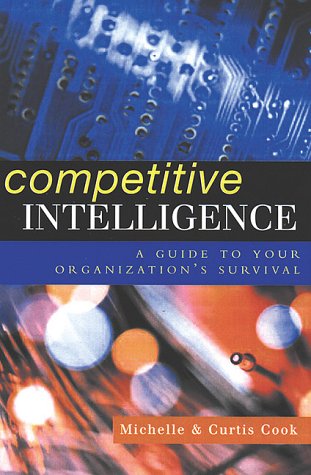 competitive
INTELLIGENCE
A GUIDE TO YOUR
ORGANIZATION'S SURVIVAL
Michelle & Curtis Cook